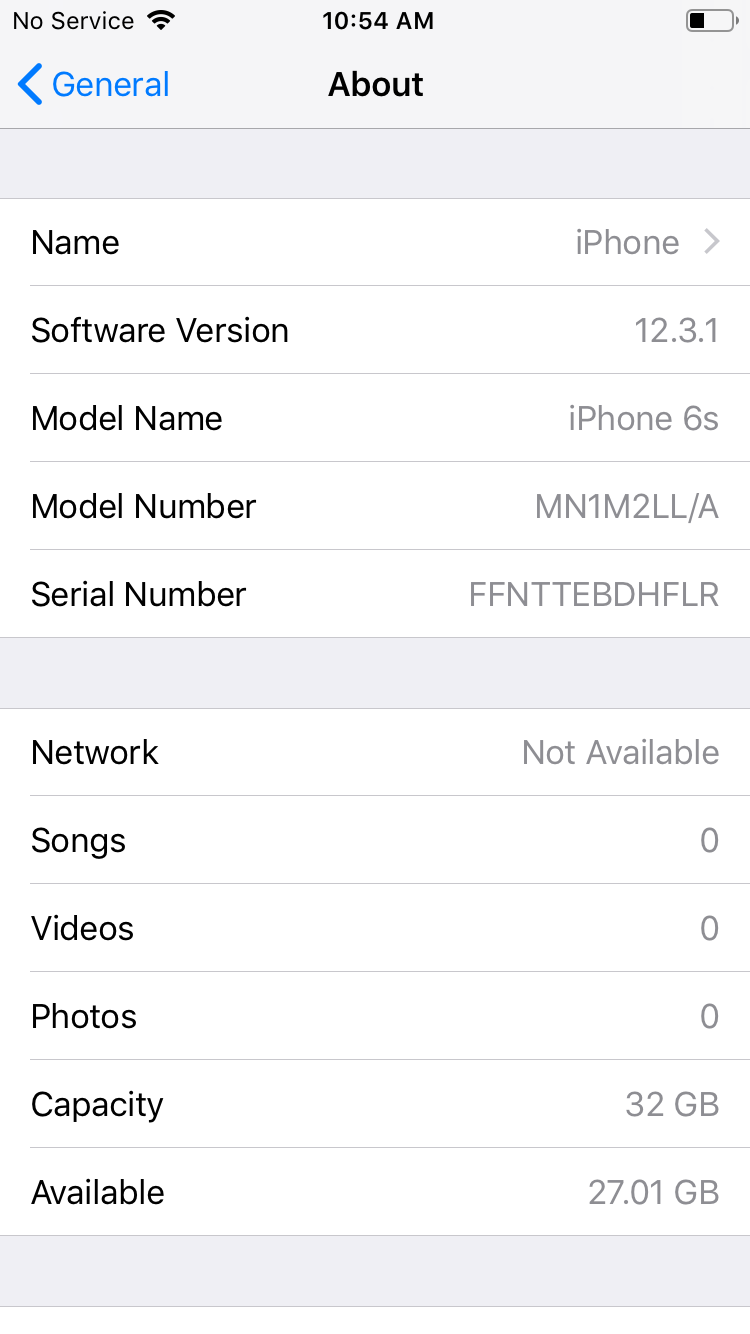 No Service 10:54 AM
General About
Name iPhone
Software Version 12.3.1
Model Name iPhone 6s
Model Number MN1M2LL/A
Serial Number FFNTTEBDHFLR
Network Not Available
Songs 0
Videos 0
Photos 0
Capacity 32 GB
Available 27.01 GB